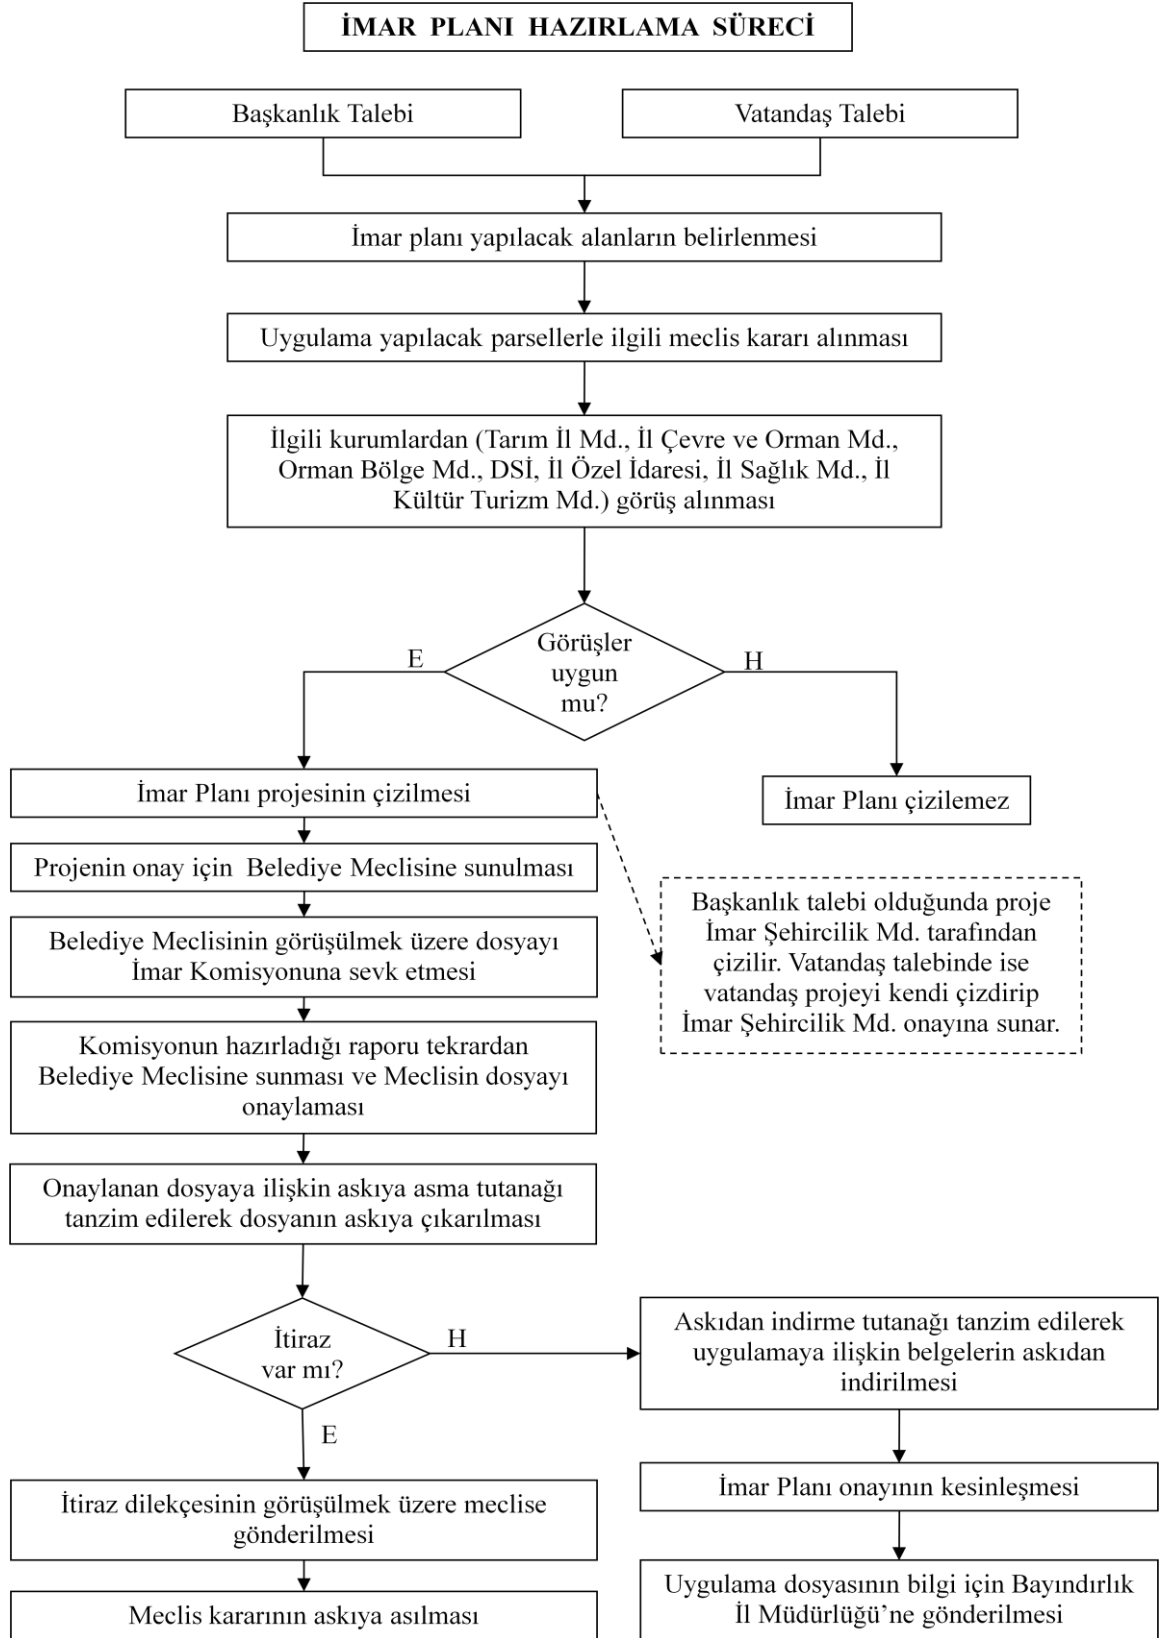 İMAR PLANI HAZIRLAMA SÜRECİ
Başkanlık Talebi
Vatandaş Talebi
İmar planı yapılacak alanların belirlenmesi
Uygulama yapılacak parsellerle ilgili meclis kararı alınması
İlgili kurumlardan (Tarım İl Md., İl Çevre ve Orman Md.,
Orman Bölge Md., DSİ, İl Özel İdaresi, İl Sağlık Md., İl
Kültür Turizm Md.) görüş alınması
Görüşler
uygun
mu?
E
H
İmar Planı projesinin çizilmesi
İmar Planı çizilemez
Projenin onay için Belediye Meclisine sunulması
Başkanlık talebi olduğunda proje
İmar Şehircilik Md. tarafından
çizilir. Vatandaş talebinde ise
vatandaş projeyi kendi çizdirip
İmar Şehircilik Md. onayına sunar.
Belediye Meclisinin görüşülmek üzere dosyayı
İmar Komisyonuna sevk etmesi
Komisyonun hazırladığı raporu tekrardan
Belediye Meclisine sunması ve Meclisin dosyayı
onaylaması
Onaylanan dosyaya ilişkin askıya asma tutanağı
tanzim edilerek dosyanın askıya çıkarılması
İtiraz
var mı?
H
E
Askıdan indirme tutanağı tanzim edilerek
uygulamaya ilişkin belgelerin askıdan
indirilmesi
İtiraz dilekçesinin görüşülmek üzere meclise
gönderilmesi
İmar Planı onayının kesinleşmesi
Meclis kararının askıya asılması
Uygulama dosyasının bilgi için Bayındırlık
İl Müdürlüğü’ne gönderilmesi